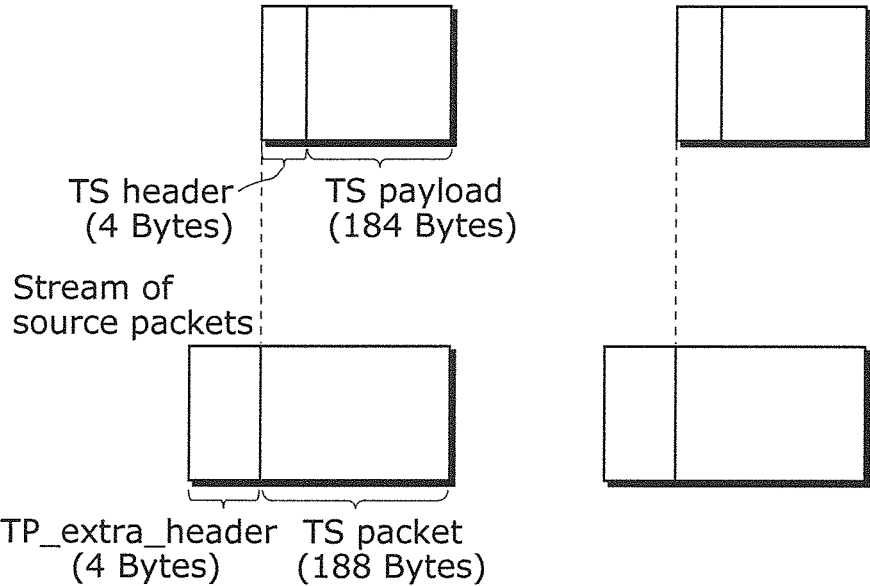 TS header
(4 Bytes)
TS payload
(184 Bytes)
Stream of
source packets
TP_extra_header
(4 Bytes)
TS packet
(188 Bytes)